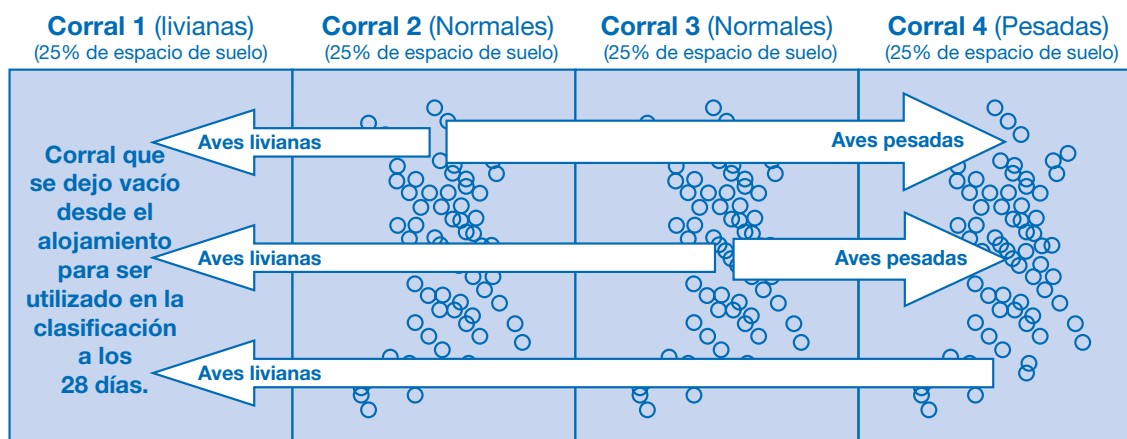 Corral 1 (livianas)
(25% de espacio de suelo)
Corral 2 (Normales)
(25% de espacio de suelo)
Corral 3 (Normales)
(25% de espacio de suelo)
Corral 4 (Pesadas)
(25% de espacio de suelo)
Corral que
se dejo vacío
desde el
alojamiento
para ser
utilizado en la
clasificación
a los
28 días.
Aves livianas
Aves pesadas
Aves livianas
Aves pesadas
Aves livianas